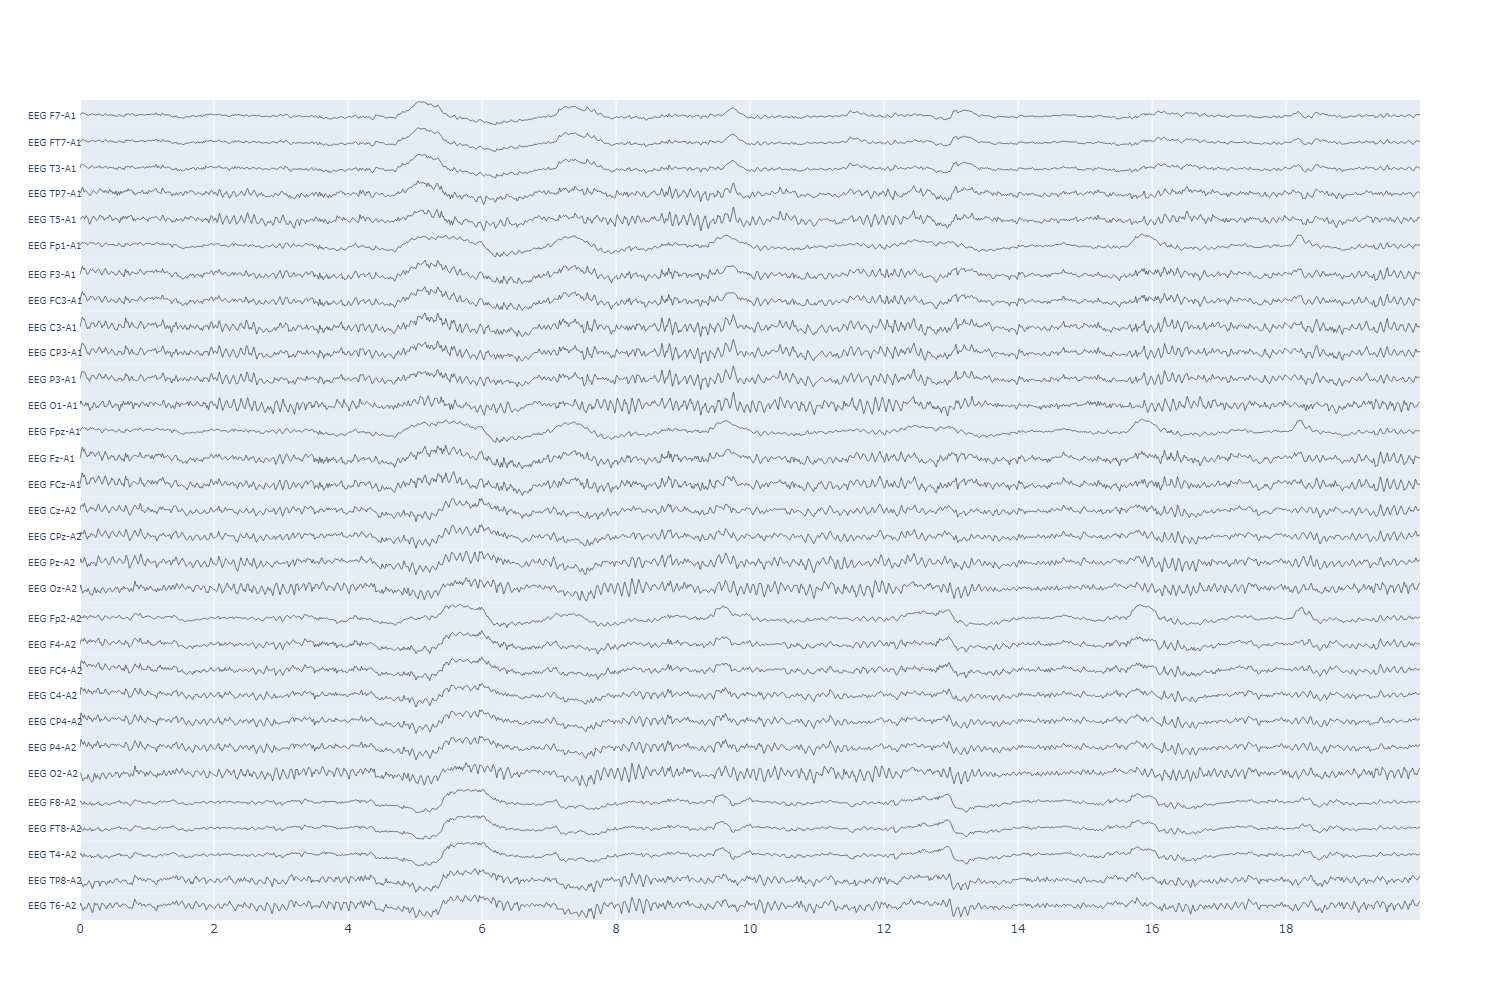 EEG F7-A1
EEG FT7-A1
EEG T3-A1
EEG TP7-A1
EEG T5-A1
EEG Fp1-A1
EEG F3-A1
EEG FC3-A1
EEG C3-A1
EEG CP3-A1
EEG P3-A1
EEG O1-A1
EEG Fpz-A1
EEG Fz-A1
EEG FCz-A1
EEG Cz-A2
EEG CPz-A2
EEG Pz-A2
EEG Oz-A2
EEG Fp2-A2
EEG F4-A2
EEG FC4-A2
EEG C4-A2
EEG CP4-A2
EEG P4-A2
EEG O2-A2
EEG F8-A2
EEG FT8-A2
EEG T4-A2
EEG TP8-A2
EEG T6-A2
0 2 4 6 8 10 12 14 16 18